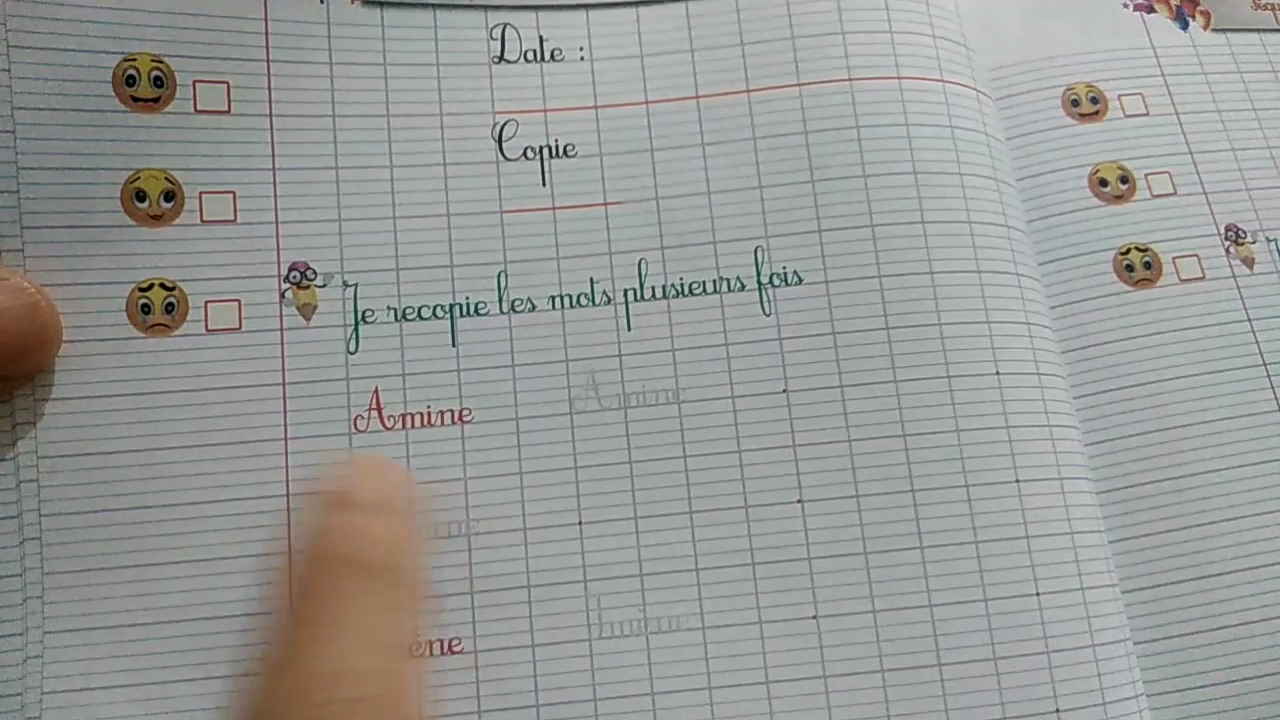 Date :
Copie
Je recopie les mots plusieurs fois
Amine Amine